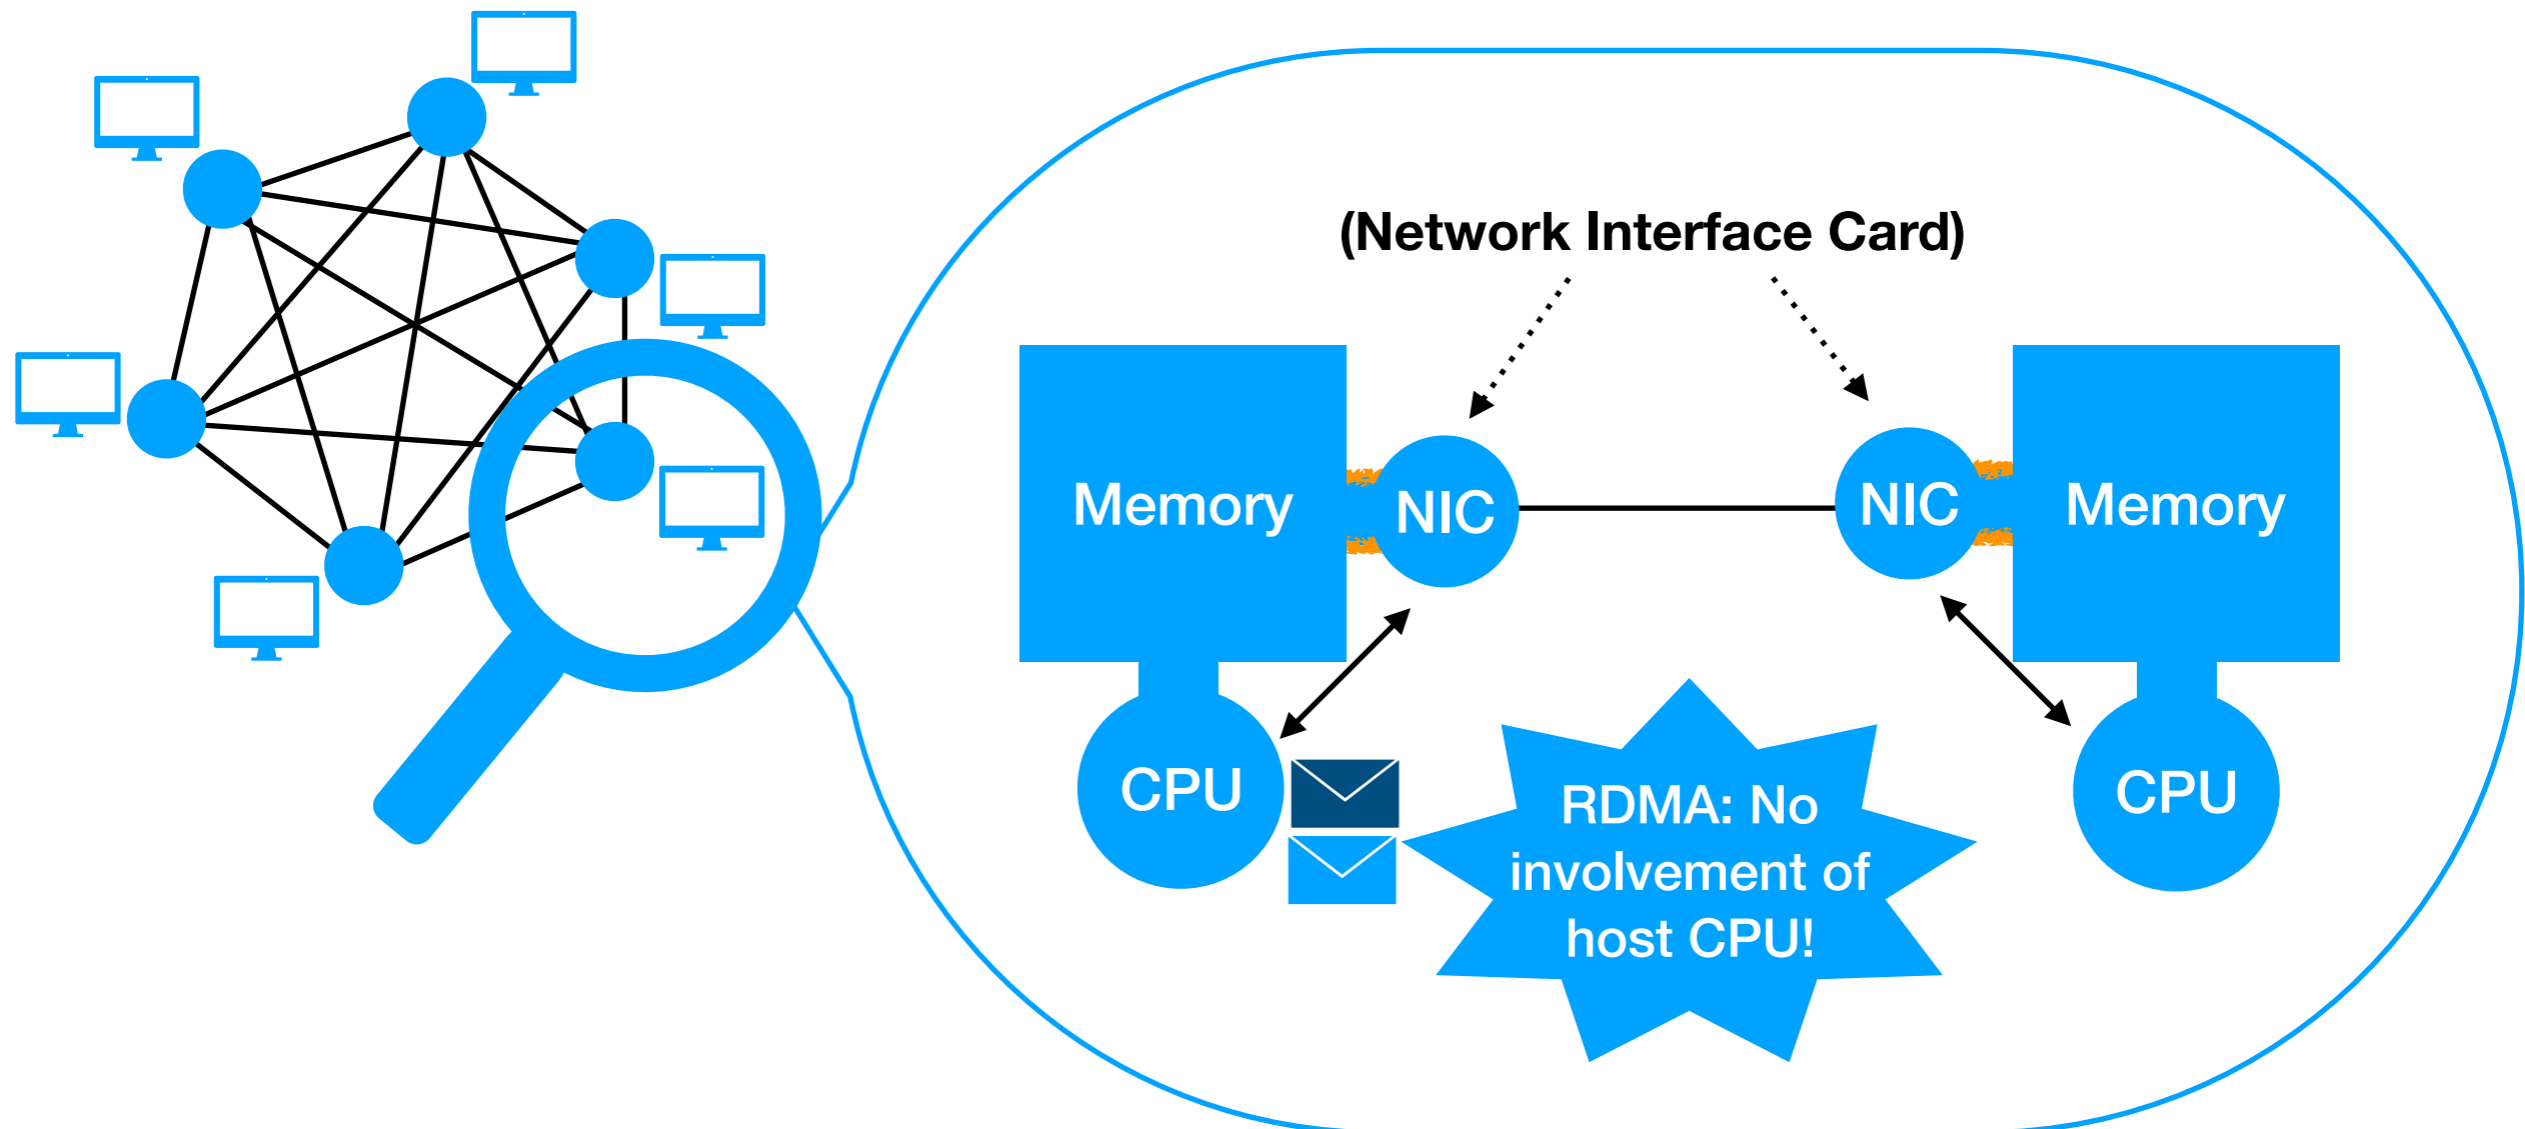 (Network Interface Card)
Memory
NIC
NIC
Memory
CPU
RDMA: No
involvement of
host CPU!
CPU